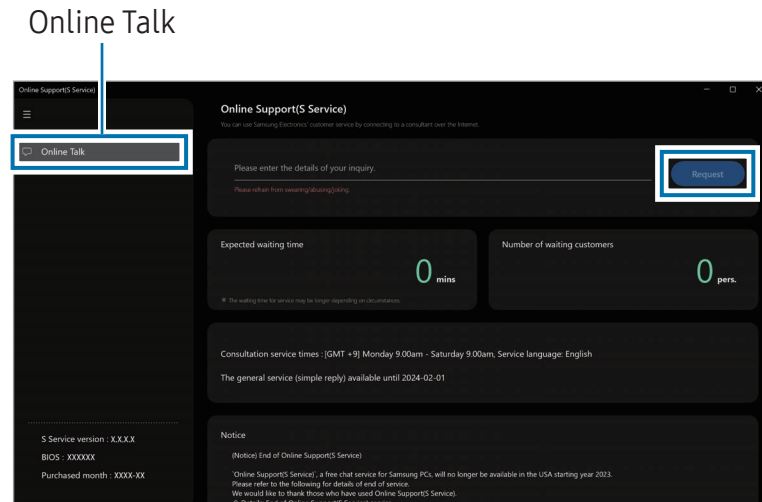 Online Talk
Online Support(S Service)
Online Support(S Service)
You can use Samsung Electronics' customer service by connecting to a consultant over the Internet.
Online Talk
Please enter the details of your inquiry.
Request
Please refrain from swearing/abusing/joking.
Expected waiting time
0 mins
※ The waiting time for service may be longer depending on circumstances.
Number of waiting customers
0 pers.
Consultation service times : [GMT +9) Monday 9.00am - Saturday 9.00am, Service language: English
The general service (simple reply) available until 2024-02-01
S Service version : X.X.X.X
BIOS : XXXXXX
Purchased month : XXXX-XX
Notice
(Notice) End of Online Support(S Service)
'Online Support(S Service)', a free chat service for Samsung PCs, will no longer be available in the USA starting year 2023.
Please refer to the following for details of end of service.
We would like to thank those who have used Online Support(S Service).